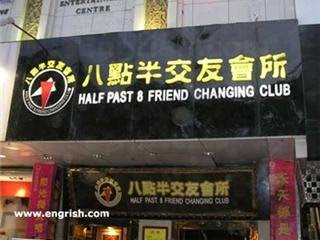 ENTERTAINMENT
CENTRE
八點半交友會所
HALF PAST 8 FRIEND CHANGING CLUB
八點半交友會所
HALF PAST 8 FRIEND CHANGING CLUB
www.engrish.com